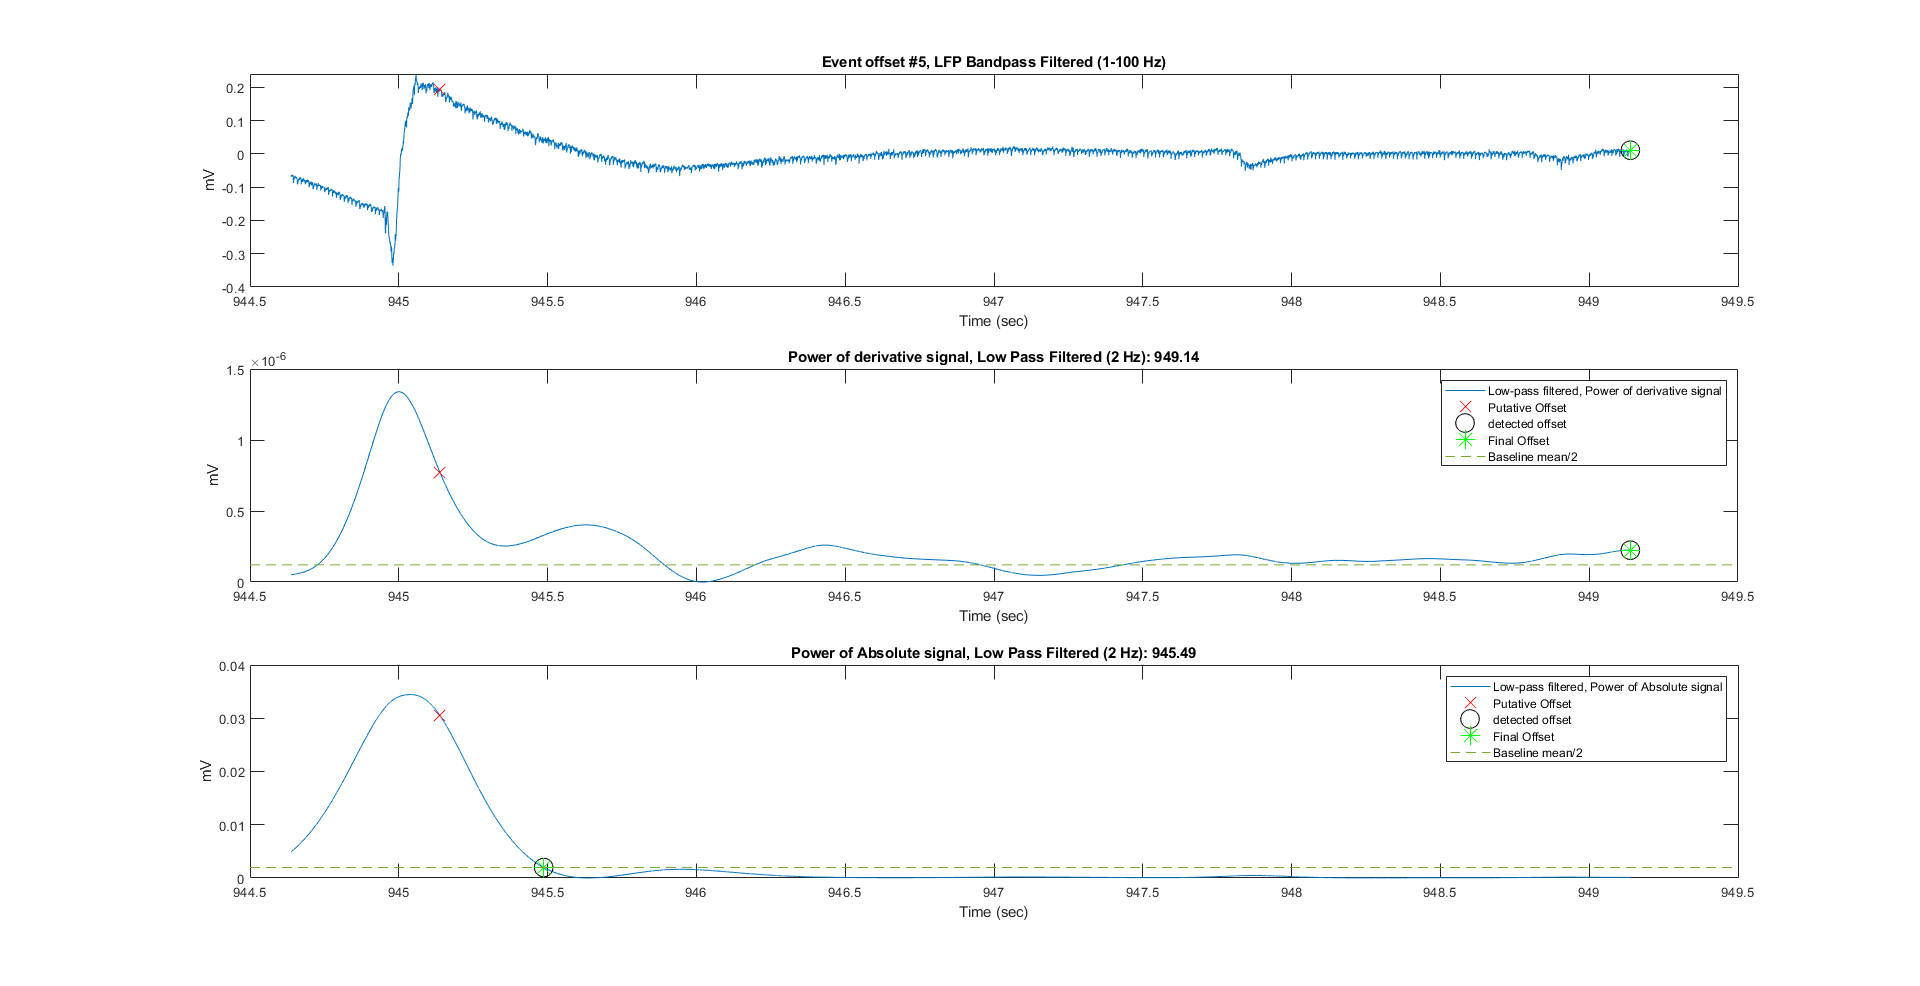 Event offset #5, LFP Bandpass Filtered (1-100 Hz)
0.2
0.1
0
-0.1
-0.2
-0.3
-0.4
mV
944.5 945 945.5 946 946.5 947 947.5 948 948.5 949 949.5
Time (sec)
×10-6
Power of derivative signal, Low Pass Filtered (2 Hz): 949.14
1.5
1
0.5
0
mV
Low-pass filtered, Power of derivative signal
Putative Offset
detected offset
Final Offset
Baseline mean/2
944.5 945 945.5 946 946.5 947 947.5 948 948.5 949 949.5
Time (sec)
Power of Absolute signal, Low Pass Filtered (2 Hz): 945.49
0.04
0.03
0.02
0.01
0
mV
Low-pass filtered, Power of Absolute signal
Putative Offset
detected offset
Final Offset
Baseline mean/2
944.5 945 945.5 946 946.5 947 947.5 948 948.5 949 949.5
Time (sec)